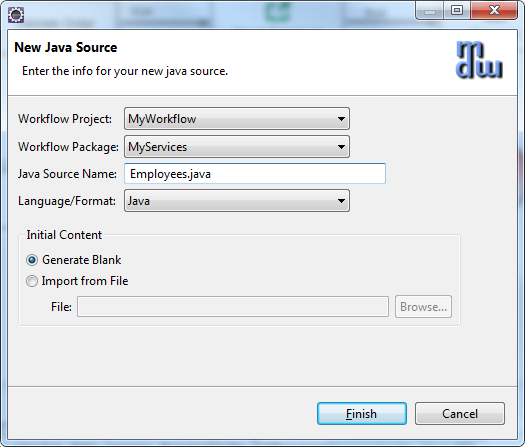 New Java Source
Enter the info for your new java source.
mdw
Workflow Project: MyWorkflow
Workflow Package: MyServices
Java Source Name: Employees.java
Language/Format: Java
Initial Content
Generate Blank
Import from File
File: Browse...
Finish Cancel